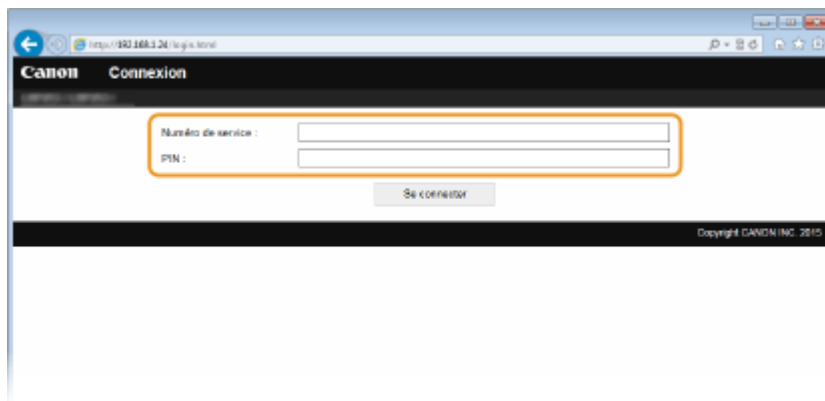 http://192.168.1.24/login.html
Canon Connexion
Numéro de service :
PIN :
Se connecter
Copyright CANON INC. 2015